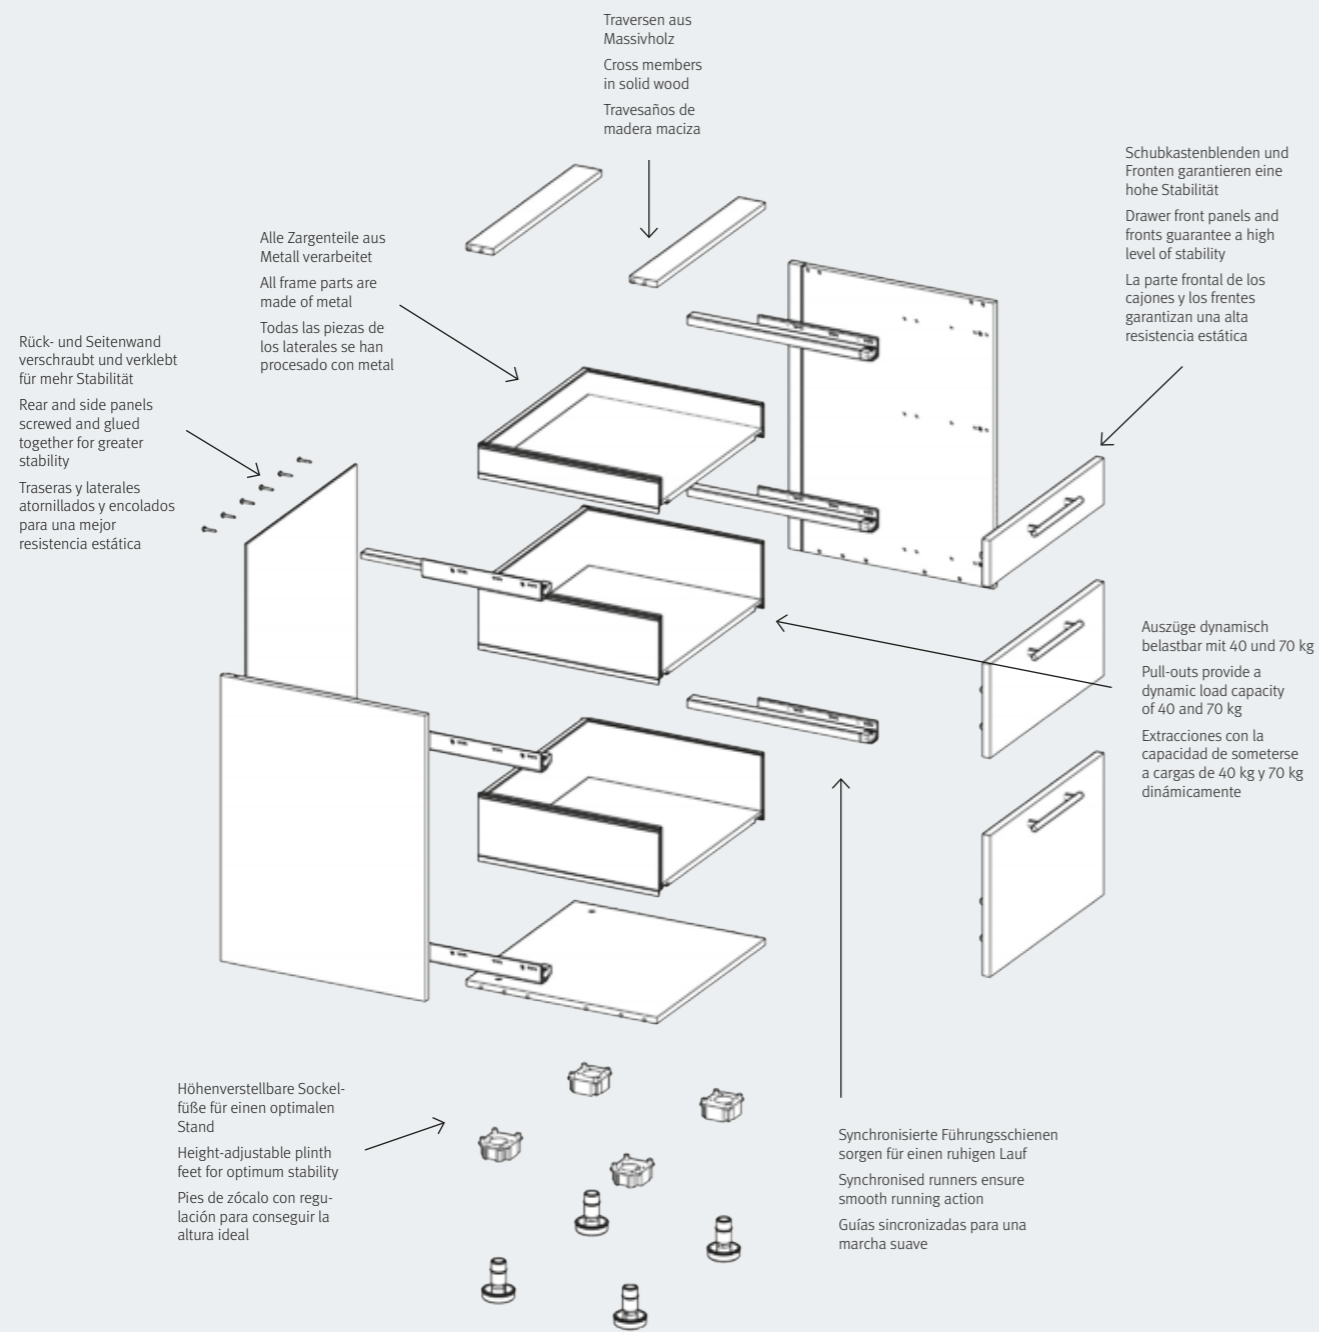 Traversen aus
Massivholz
Cross members
in solid wood
Travesaños de
madera maciza
Schubkastenblenden und
Fronten garantieren eine
hohe Stabilität
Drawer front panels and
fronts guarantee a high
level of stability
La parte frontal de los
cajones y los frentes
garantizan una alta
resistencia estática
Alle Zargenteile aus
Metall verarbeitet
All frame parts are
made of metal
Todas las piezas de
los laterales se han
procesado con metal
Rück- und Seitenwand
verschraubt und verklebt
für mehr Stabilität
Rear and side panels
screwed and glued
together for greater
stability
Traseras y laterales
atornillados y encolados
para una mejor
resistencia estática
Auszüge dynamisch
belastbar mit 40 und 70 kg
Pull-outs provide a
dynamic load capacity
of 40 and 70 kg
Extracciones con la
capacidad de someterse
a cargas de 40 kg y 70 kg
dinámicamente
Höhenverstellbare Sockel-
füße für einen optimalen
Stand
Height-adjustable plinth
feet for optimum stability
Pies de zócalo con regu-
lación para conseguir la
altura ideal
Synchronisierte Führungsschienen
sorgen für einen ruhigen Lauf
Synchronised runners ensure
smooth running action
Guías sincronizadas para una
marcha suave